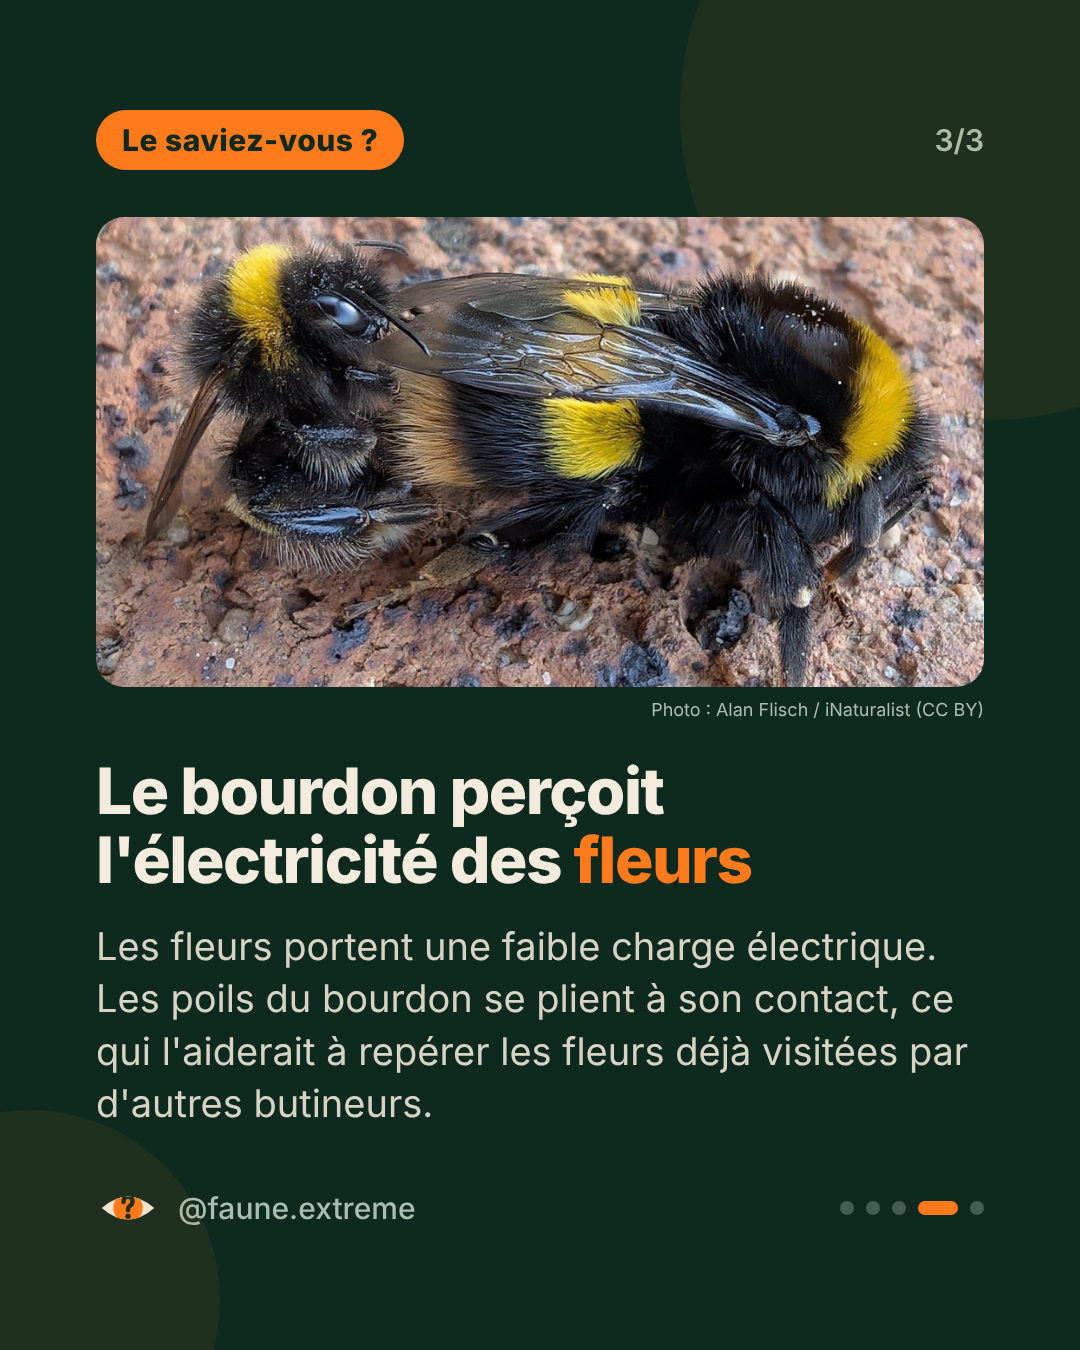 Le saviez-vous ?
3/3
Photo : Alan Flisch / iNaturalist (CC BY)
Le bourdon perçoit
l'électricité des fleurs
Les fleurs portent une faible charge électrique.
Les poils du bourdon se plient à son contact, ce
qui l'aiderait à repérer les fleurs déjà visitées par
d'autres butineurs.
?
@faune.extreme